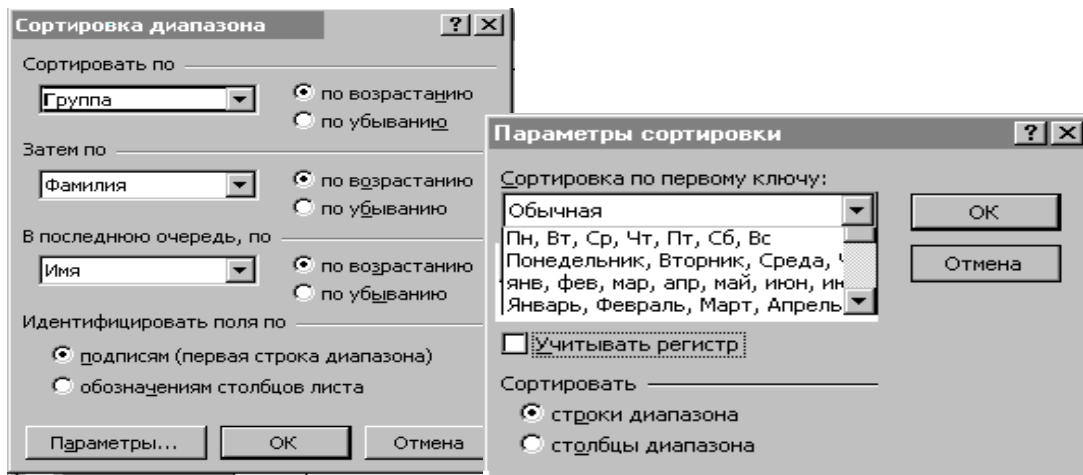 Сортировка диапазона
Сортировать по
Группа
по возрастанию
по убыванию
Затем по
Фамилия
по возрастанию
по убыванию
В последнюю очередь, по
Имя
по возрастанию
по убыванию
Идентифицировать поля по
подписям (первая строка диапазона)
обозначениям столбцов листа
Параметры...
ОК
Отмена
Параметры сортировки
Сортировка по первому ключу:
Обычная
Пн, Вт, Ср, Чт, Пт, Сб, Вс
Понедельник, Вторник, Среда,
янв, фев, мар, апр, май, июн,
Январь, Февраль, Март, Апрель
ОК
Отмена
Учитывать регистр
Сортировать
строки диапазона
столбцы диапазона